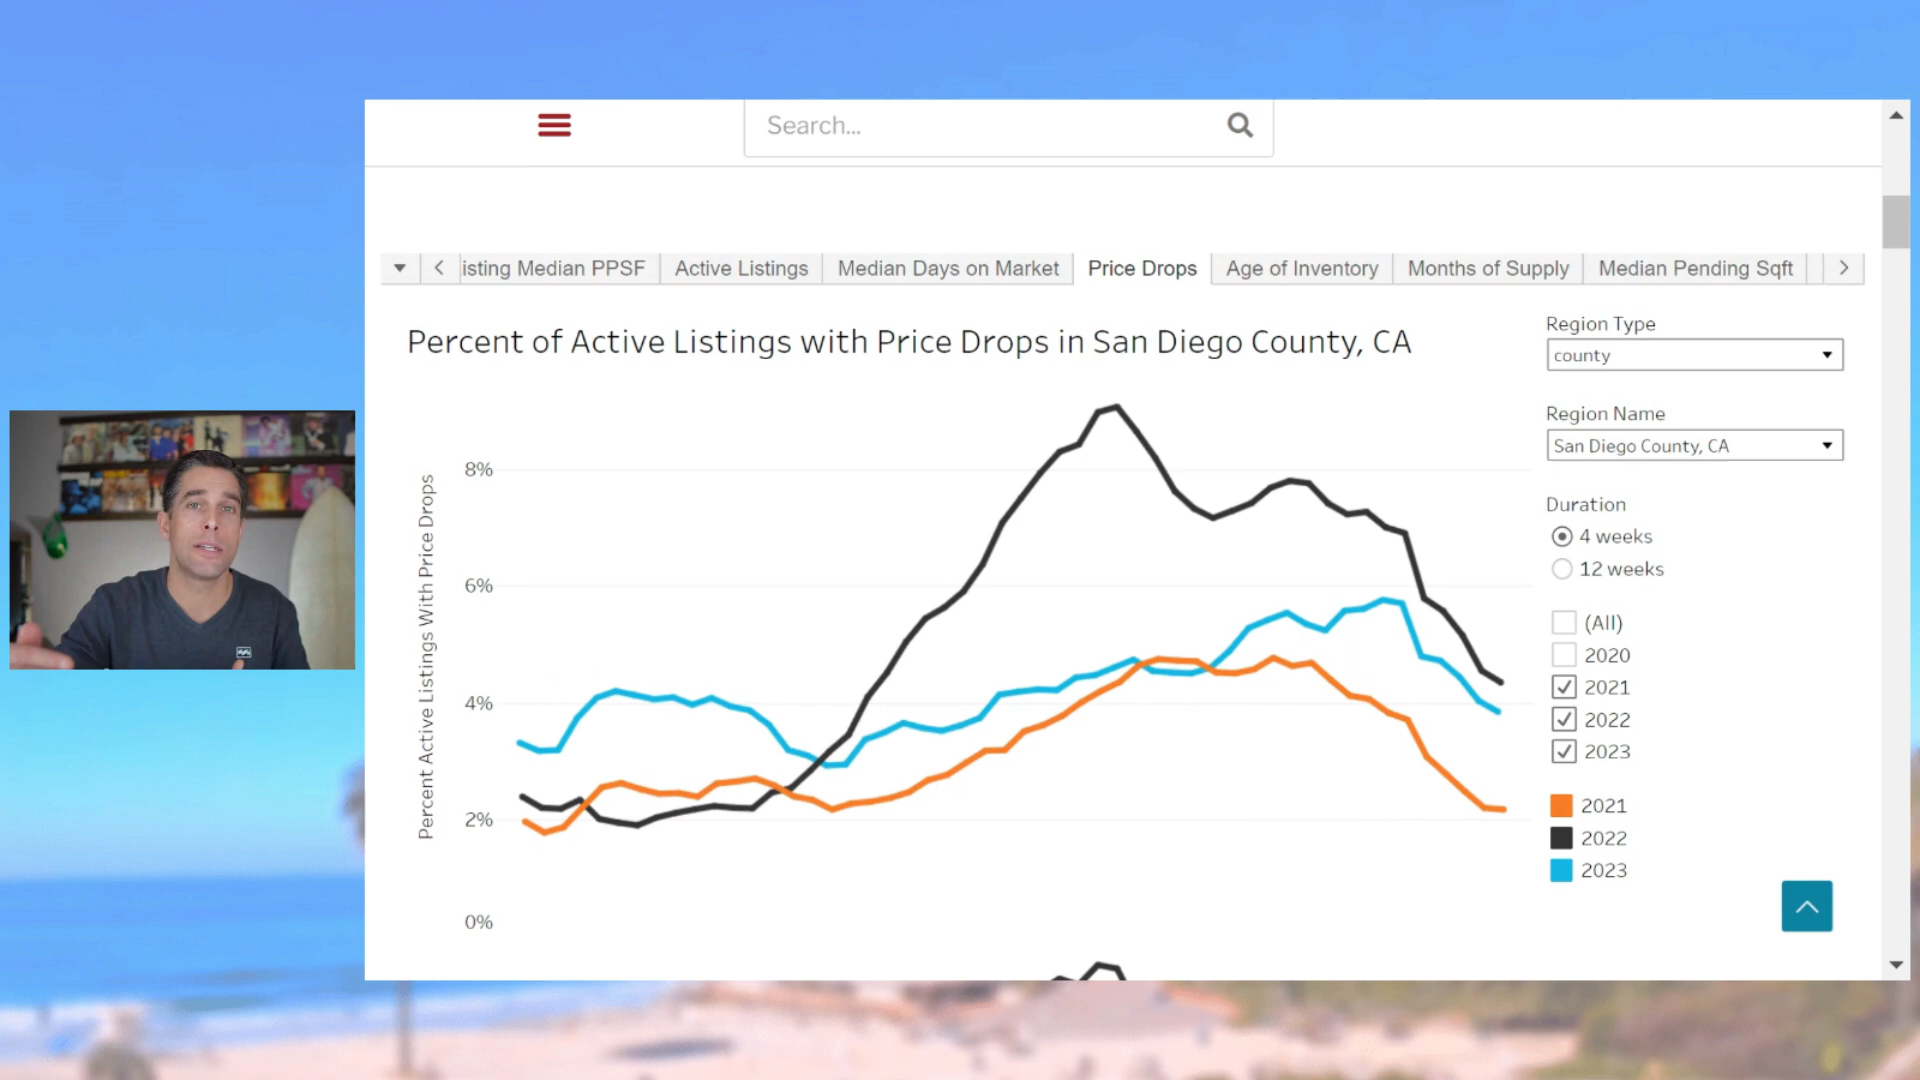 Search...
isting Median PPSF
Active Listings
Median Days on Market
Price Drops
Age of Inventory
Months of Supply
Median Pending Sqft
Percent of Active Listings with Price Drops in San Diego County, CA
Region Type
county
Region Name
San Diego County, CA
Duration
4 weeks
12 weeks
(All)
2020
2021
2022
2023
2021
2022
2023
Percent Active Listings With Price Drops
8%
6%
4%
2%
0%